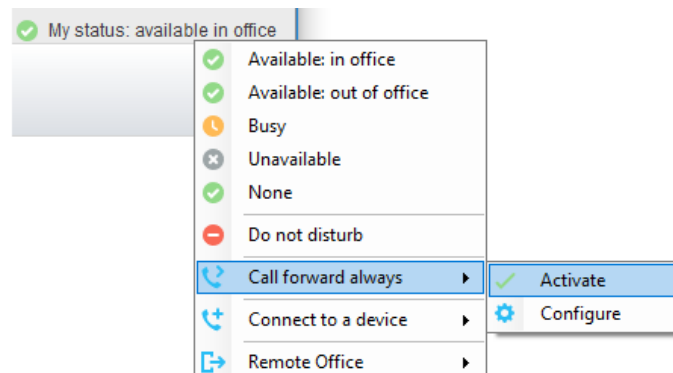 My status: available in office
Available: in office
Available: out of office
Busy
Unavailable
None
Do not disturb
Call forward always
Activate
Connect to a device
Configure
Remote Office